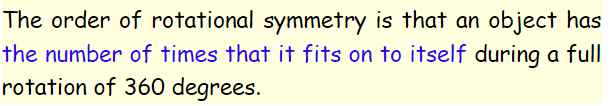 The order of rotational symmetry is that an object has
the number of times that it fits on to itself during a full
rotation of 360 degrees.